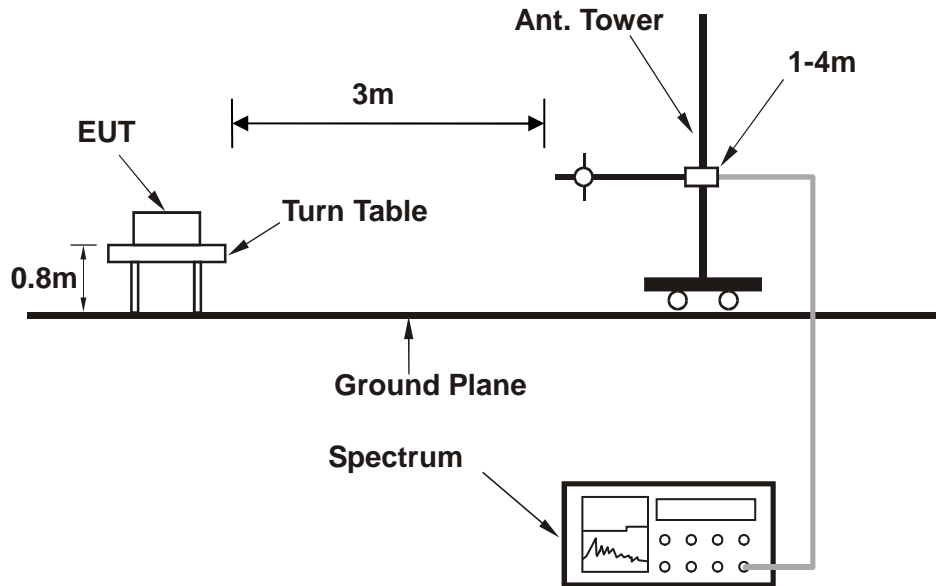 Ant. Tower
1-4m
3m
EUT
Turn Table
0.8m
Ground Plane
Spectrum